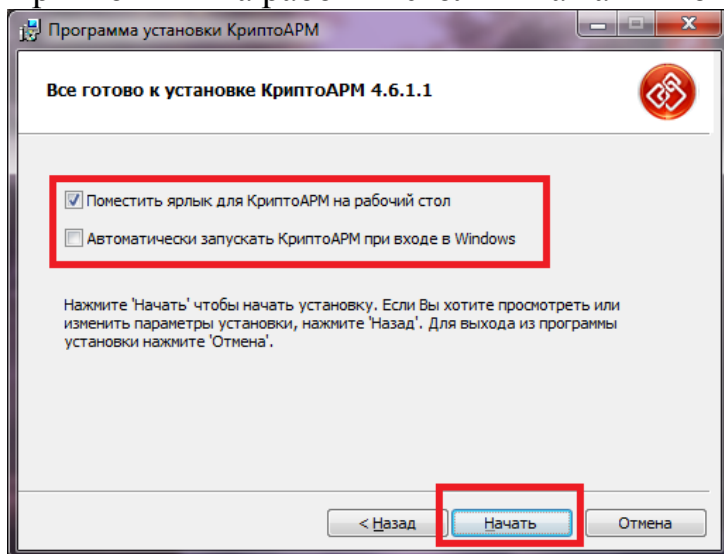 Программа установки КриптоАРМ
Все готово к установке КриптоАРМ 4.6.1.1
Поместить ярлык для КриптоАРМ на рабочий стол
Автоматически запускать КриптоАРМ при входе в Windows
Нажмите 'Начать' чтобы начать установку. Если Вы хотите просмотреть или
изменить параметры установки, нажмите 'Назад'. Для выхода из программы
установки нажмите 'Отмена'.
< Назад Начать Отмена